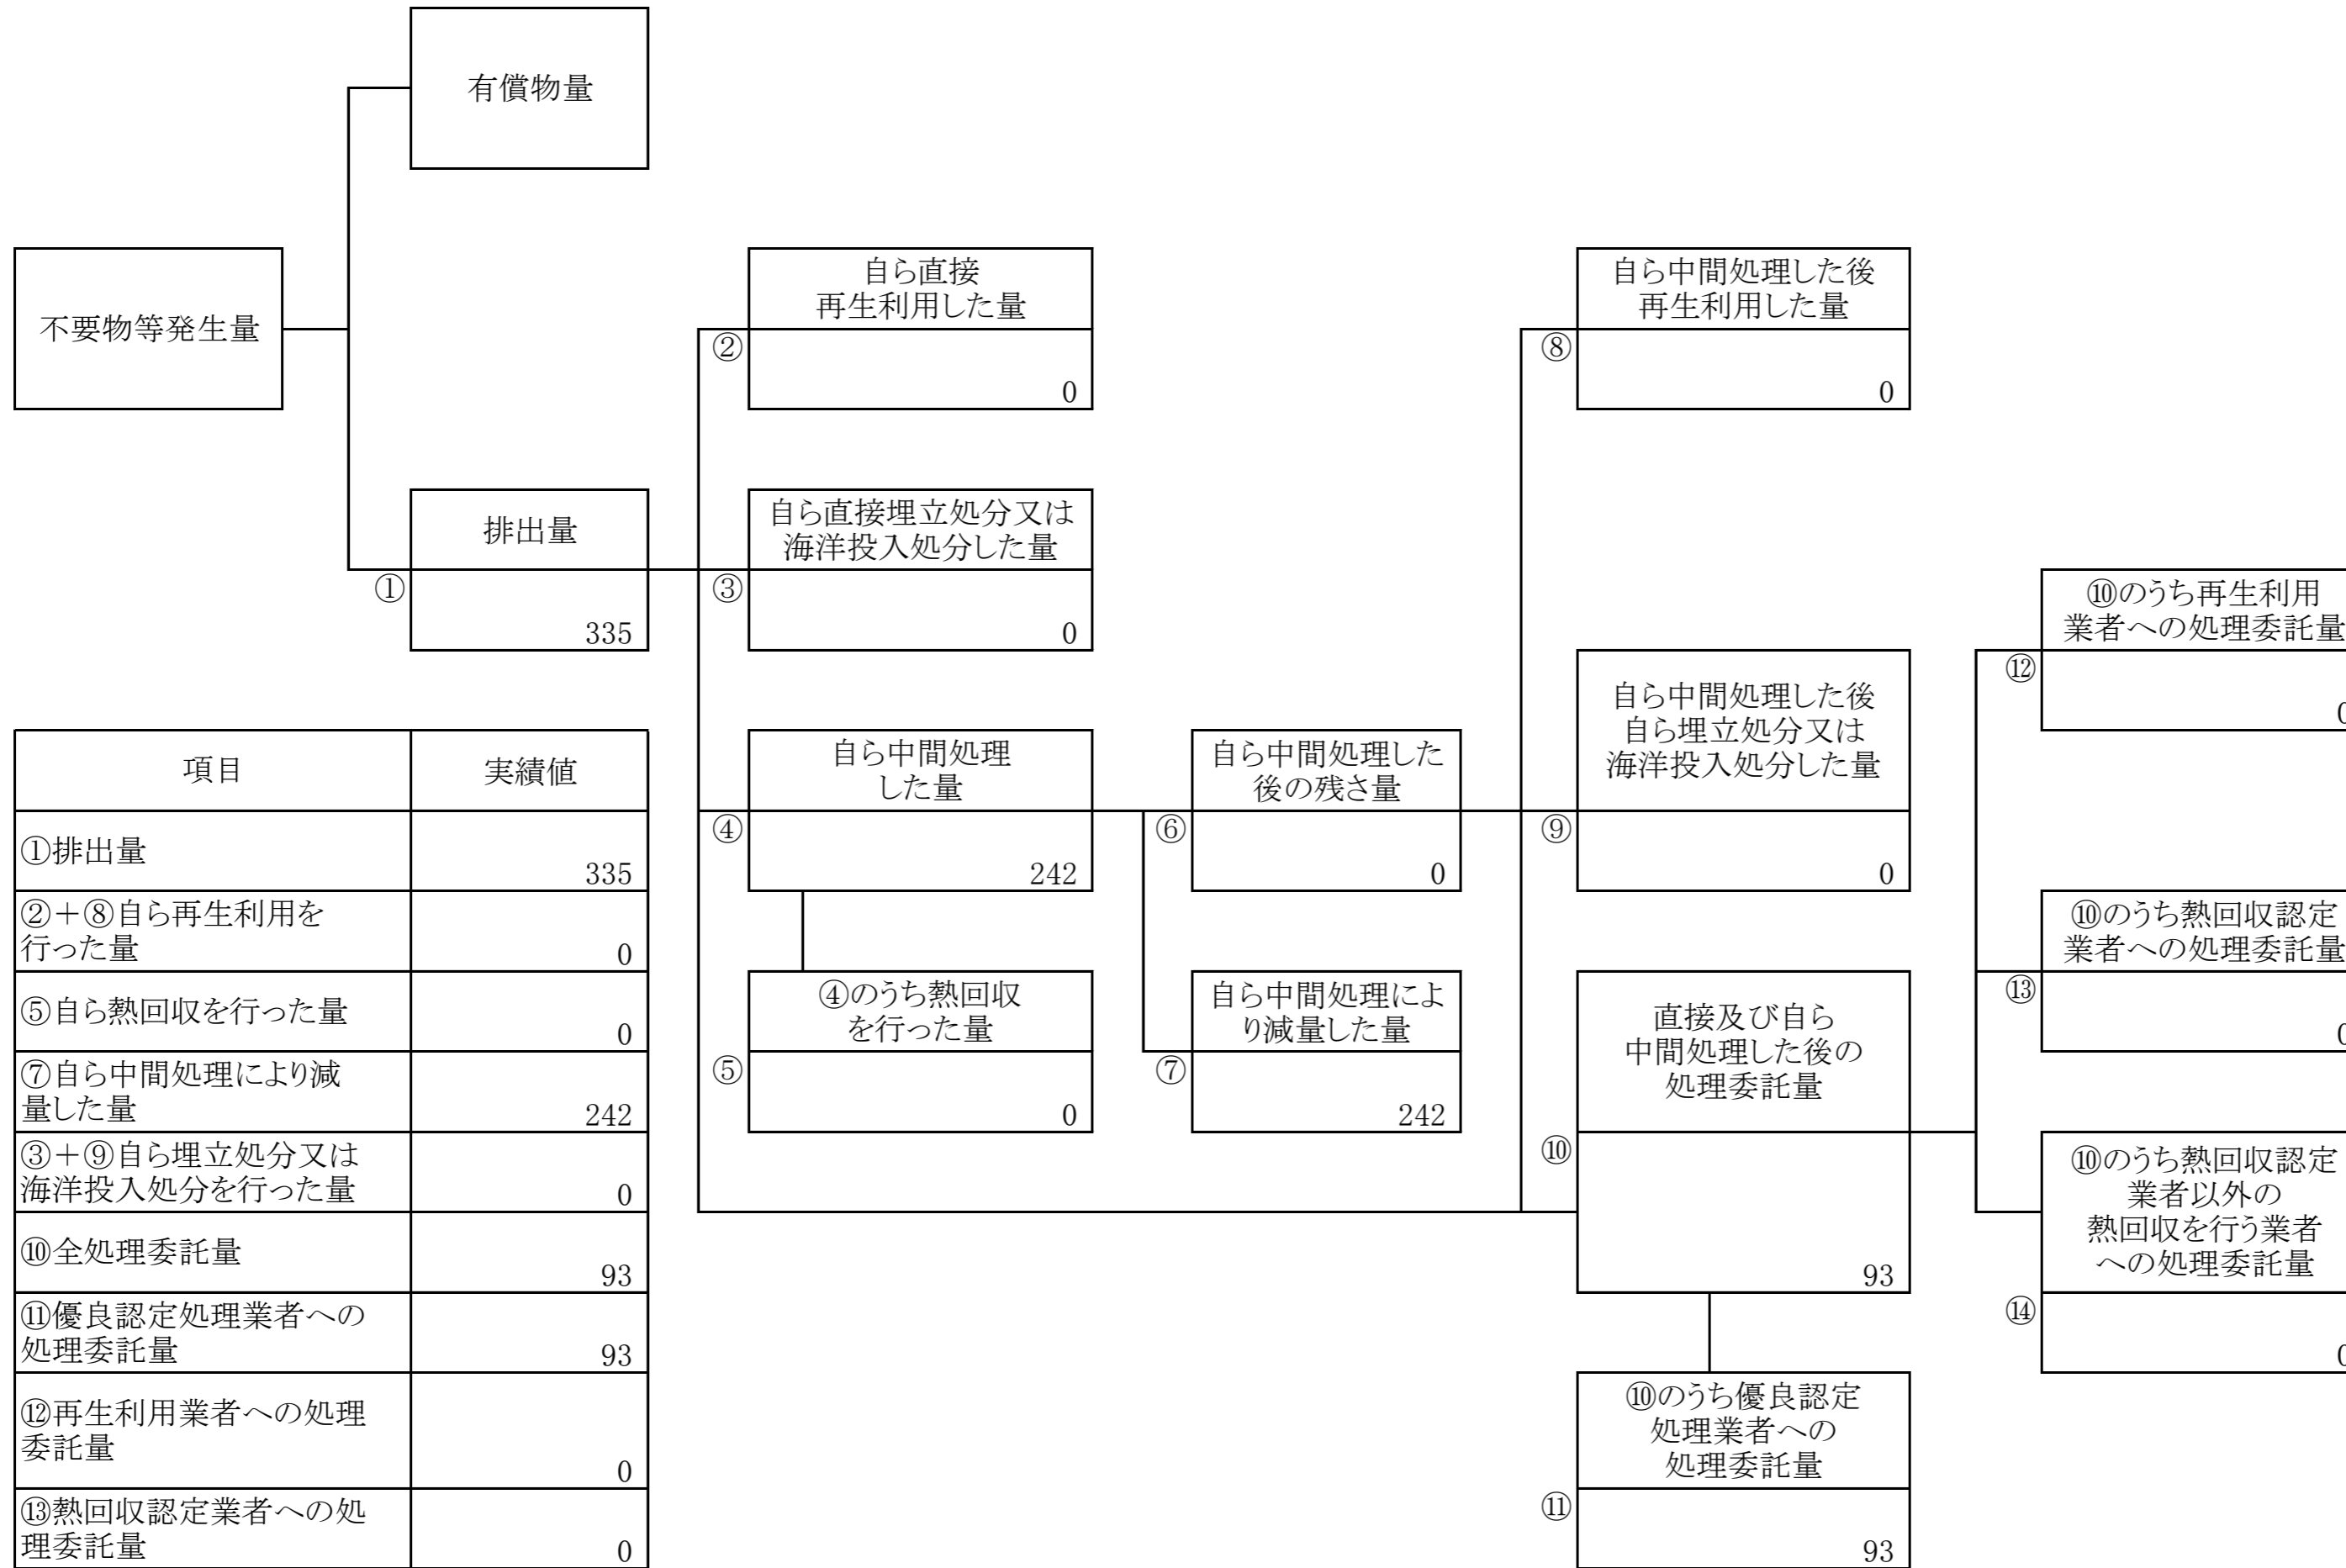 有償物量
不要物等発生量
自ら直接
再生利用した量
②
0
自ら中間処理した後
再生利用した量
⑧
0
排出量
①
335
自ら直接埋立処分又は
海洋投入処分した量
③
0
⑩のうち再生利用
業者への処理委託量
⑫
0
自ら中間処理
した量
④
242
自ら中間処理した
後の残さ量
⑥
0
自ら中間処理した後
自ら埋立処分又は
海洋投入処分した量
⑨
0
⑩のうち熱回収認定
業者への処理委託量
⑬
0
④のうち熱回収
を行った量
⑤
0
自ら中間処理によ
り減量した量
⑦
242
直接及び自ら
中間処理した後の
処理委託量
⑩
93
⑩のうち熱回収認定
業者以外の
熱回収を行う業者
への処理委託量
⑭
0
⑩のうち優良認定
処理業者への
処理委託量
⑪
93
項目
実績値
①排出量
335
②+⑧自ら再生利用を
行った量
0
⑤自ら熱回収を行った量
0
⑦自ら中間処理により減
量した量
242
③+⑨自ら埋立処分又は
海洋投入処分を行った量
0
⑩全処理委託量
93
⑪優良認定処理業者への
処理委託量
93
⑫再生利用業者への処理
委託量
0
⑬熱回収認定業者への処
理委託量
0